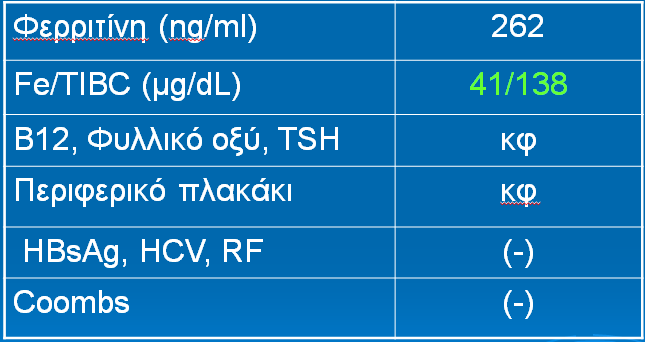 Φερριτίνη (ng/ml) 262
Fe/TIBC (μg/dL) 41/138
B12, Φυλλικό οξύ, TSH κφ
Περιφερικό πλακάκι κφ
HBsAg, HCV, RF (-)
Coombs (-)